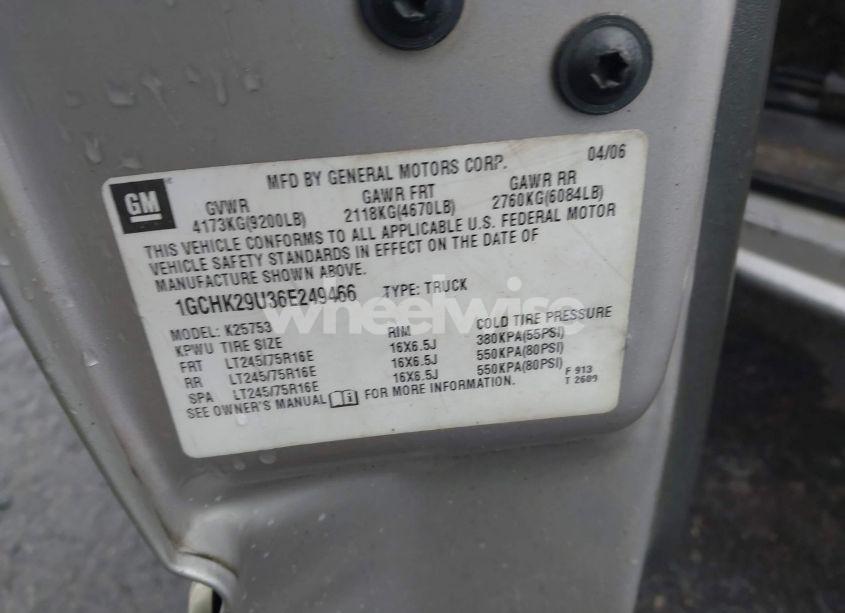 MFD BY GENERAL MOTORS CORP. 04/06
GM
GVWR GAWR FRT GAWR RR
4173KG(9200LB) 2118KG(4670LB) 2760KG(6084LB)
THIS VEHICLE CONFORMS TO ALL APPLICABLE U.S. FEDERAL MOTOR
VEHICLE SAFETY STANDARDS IN EFFECT ON THE DATE OF
MANUFACTURE SHOWN ABOVE.
1GCHK29U36E249466 TYPE: TRUCK
wheelwise
MODEL: K25753
KPWU TIRE SIZE RIM COLD TIRE PRESSURE
FRT LT245/75R16E 16X6.5J 380KPA(55PSI)
RR LT245/75R16E 16X6.5J 550KPA(80PSI)
SPA LT245/75R16E 16X6.5J 550KPA(80PSI)
SEE OWNER'S MANUAL i FOR MORE INFORMATION.
F 913
T 2609